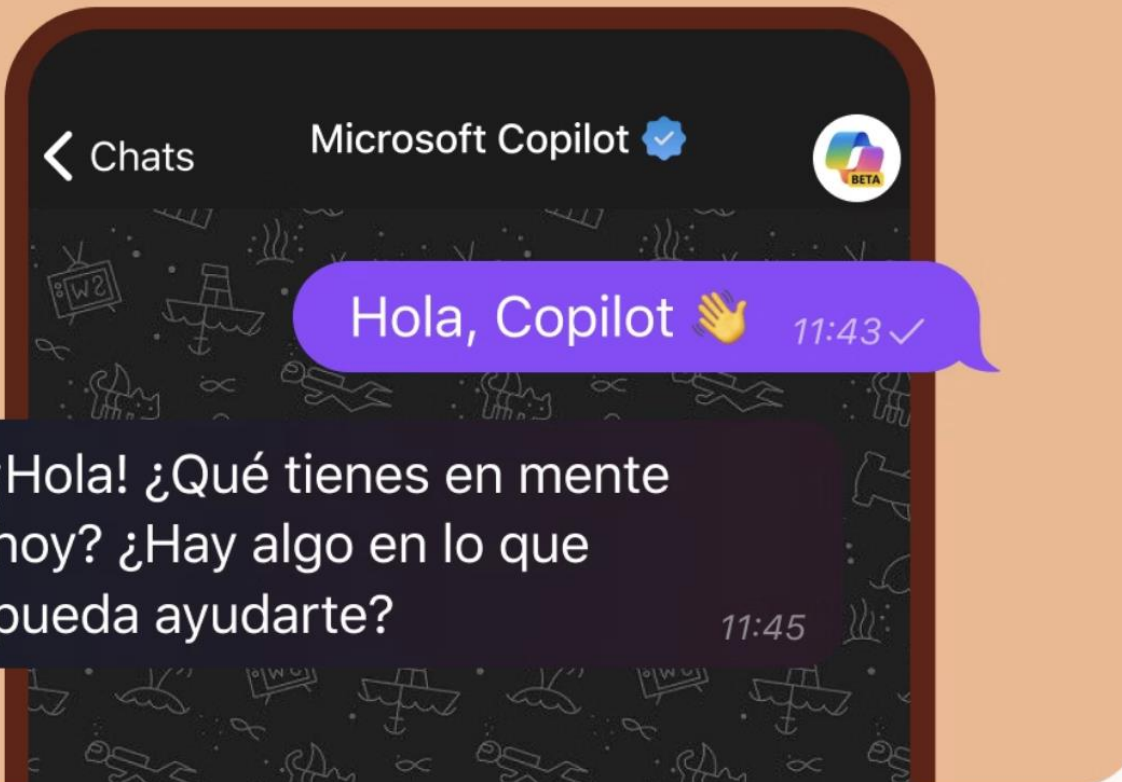 Chats
Microsoft Copilot
BETA
Hola, Copilot 👋 11:43
¡Hola! ¿Qué tienes en mente
hoy? ¿Hay algo en lo que
pueda ayudarte? 11:45